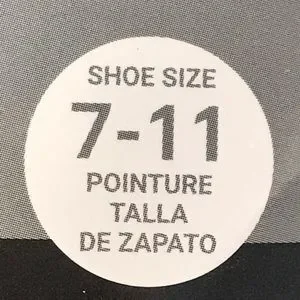 SHOE SIZE
7-11
POINTURE
TALLA
DE ZAPATO